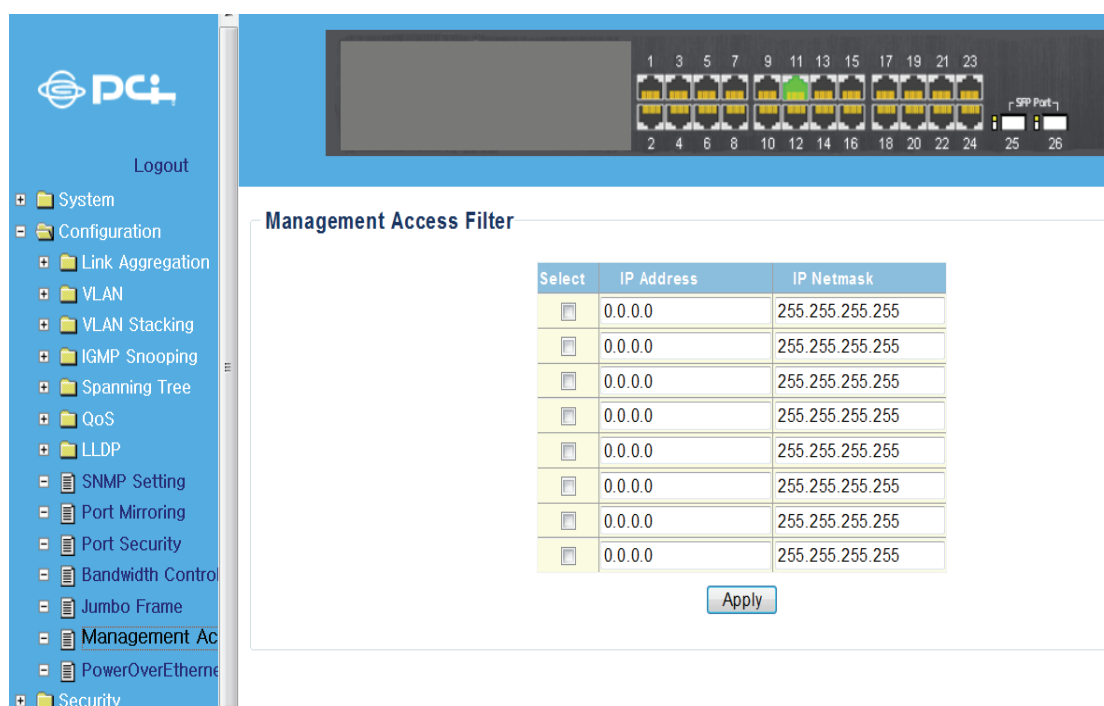 PCi
1 3 5 7 9 11 13 15 17 19 21 23
SFP Port
2 4 6 8 10 12 14 16 18 20 22 24 25 26
Logout
System
Configuration
Link Aggregation
VLAN
VLAN Stacking
IGMP Snooping
Spanning Tree
QoS
LLDP
SNMP Setting
Port Mirroring
Port Security
Bandwidth Control
Jumbo Frame
Management Ac
PowerOverEtherne
Security
Management Access Filter
Select IP Address IP Netmask
0.0.0.0 255.255.255.255
0.0.0.0 255.255.255.255
0.0.0.0 255.255.255.255
0.0.0.0 255.255.255.255
0.0.0.0 255.255.255.255
0.0.0.0 255.255.255.255
0.0.0.0 255.255.255.255
0.0.0.0 255.255.255.255
Apply